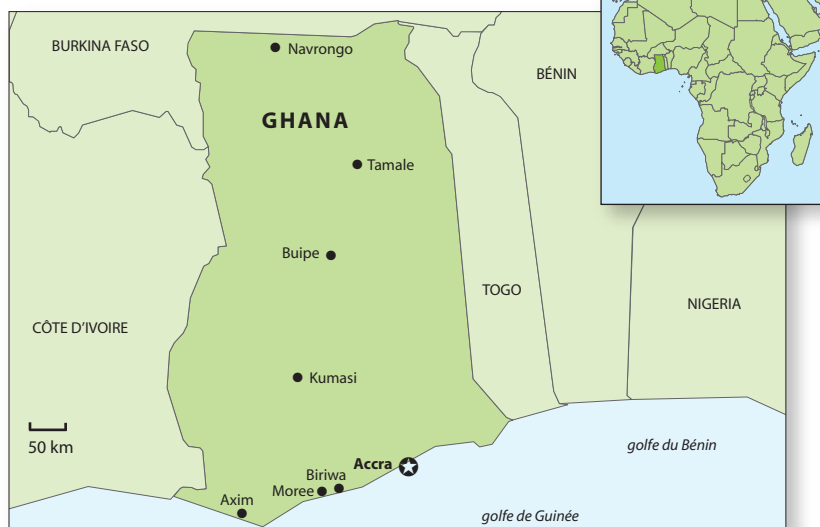 BURKINA FASO
Navrongo
BÉNIN
GHANA
Tamale
Buipe
TOGO
NIGERIA
CÔTE D'IVOIRE
Kumasi
50 km
golfe du Bénin
Accra
Biriwa
Moree
Axim
golfe de Guinée